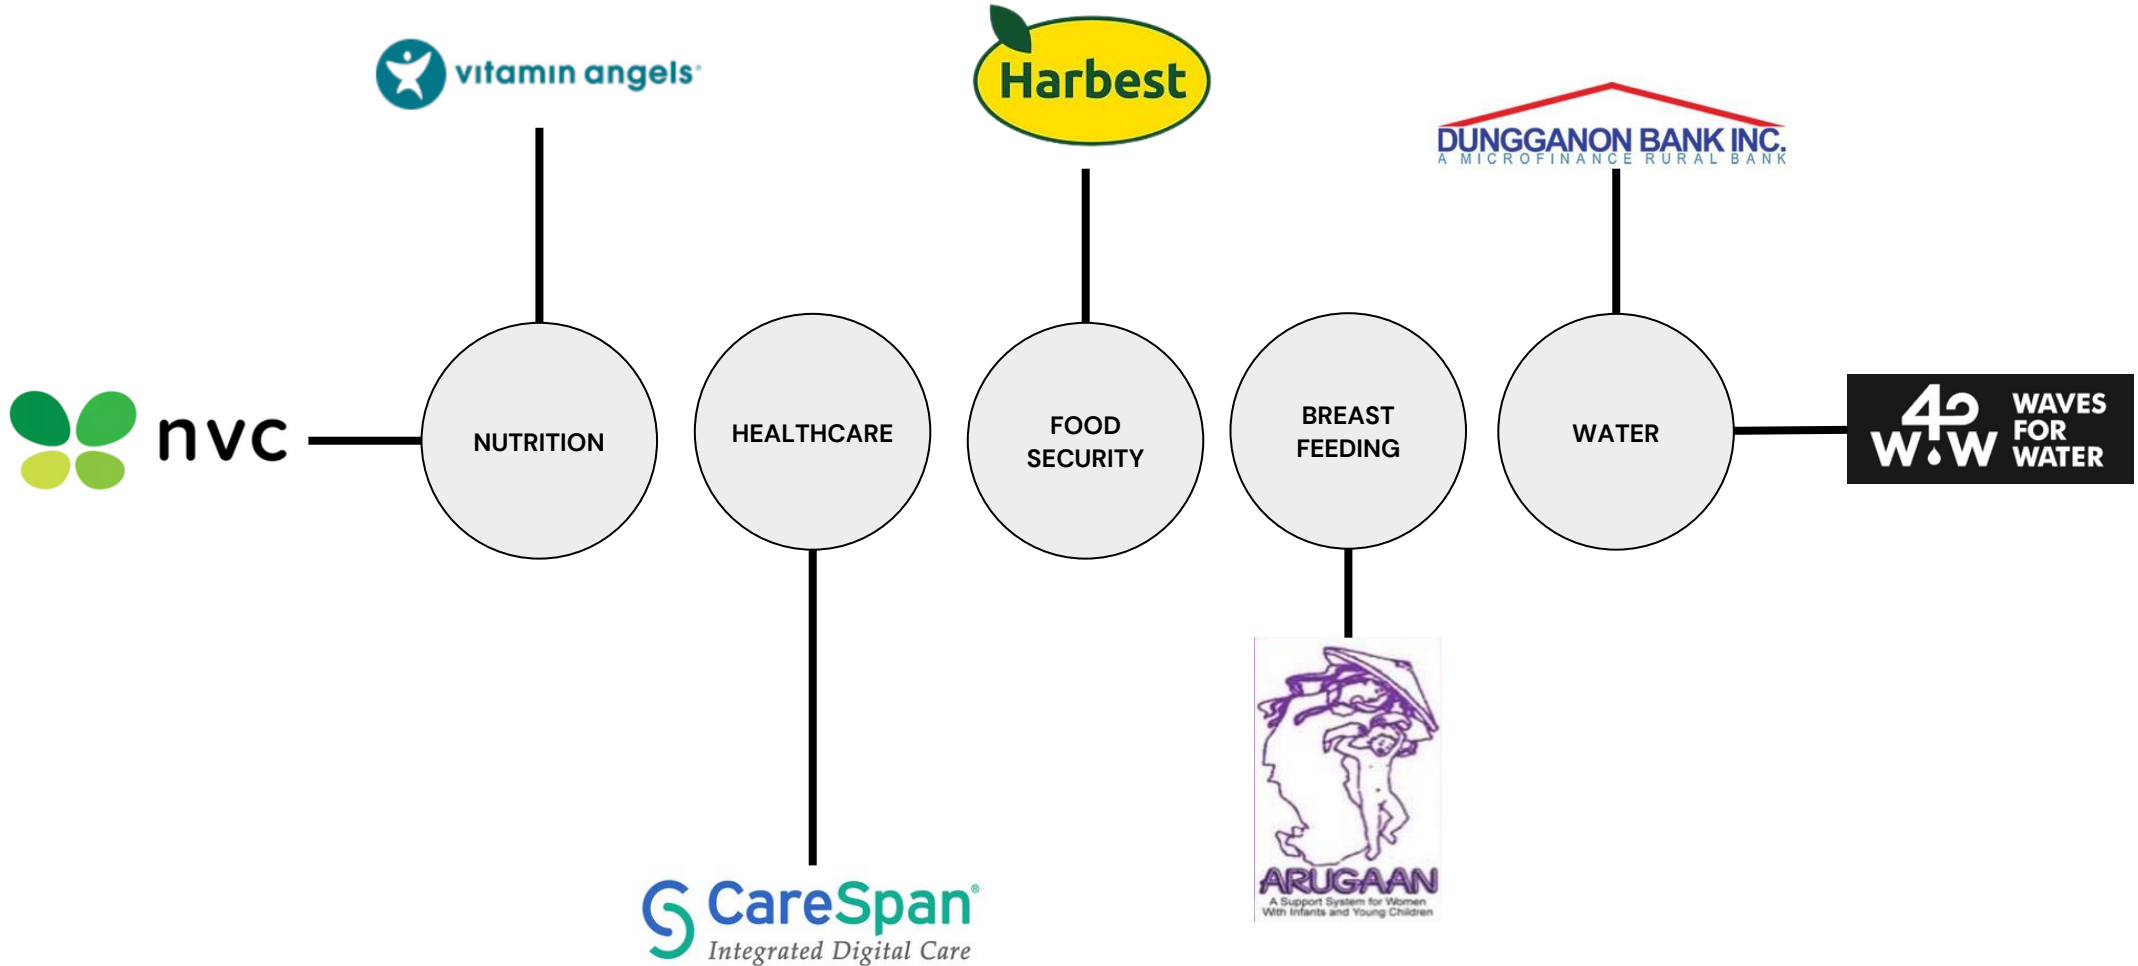 vitamin angels
Harbest
DUNGGANON BANK INC.
A MICROFINANCE RURAL BANK
nvc
NUTRITION
HEALTHCARE
FOOD
SECURITY
BREAST
FEEDING
WATER
4
W W
WAVES
FOR
WATER
ARUGAAN
A Support System for Women
With Infants and Young Children
CareSpan®
Integrated Digital Care